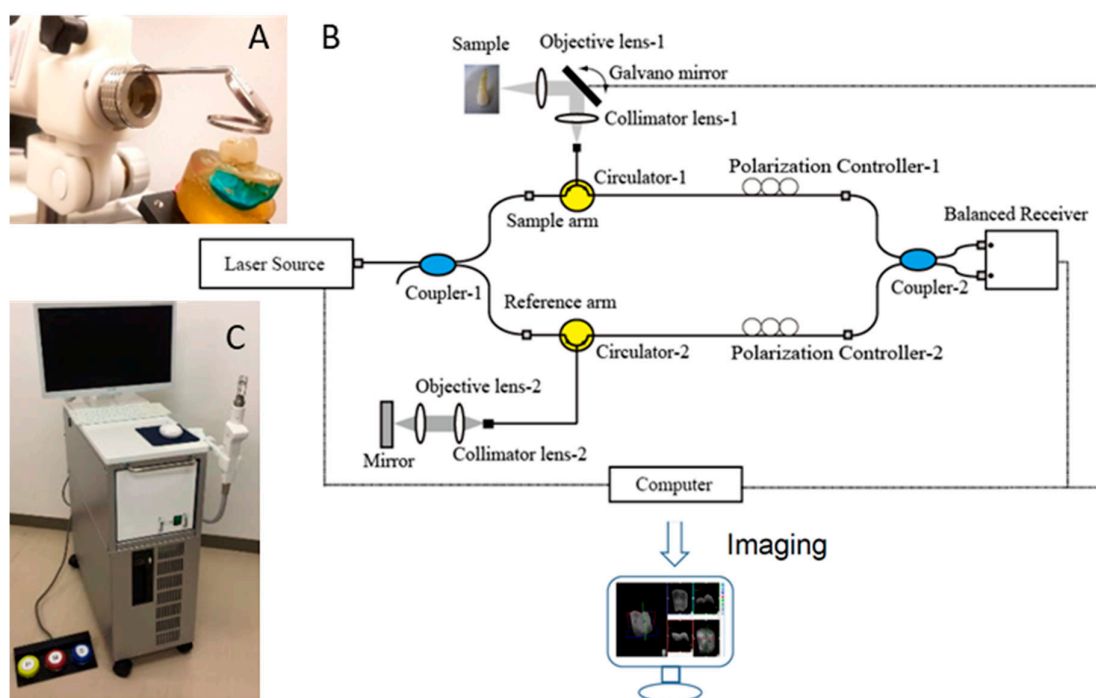 A
B
Sample
Objective lens-1
Galvano mirror
Collimator lens-1
Circulator-1
Polarization Controller-1
Sample arm
Balanced Receiver
Laser Source
Coupler-1
Coupler-2
Reference arm
Circulator-2
Polarization Controller-2
C
Objective lens-2
Mirror
Collimator lens-2
Computer
Imaging